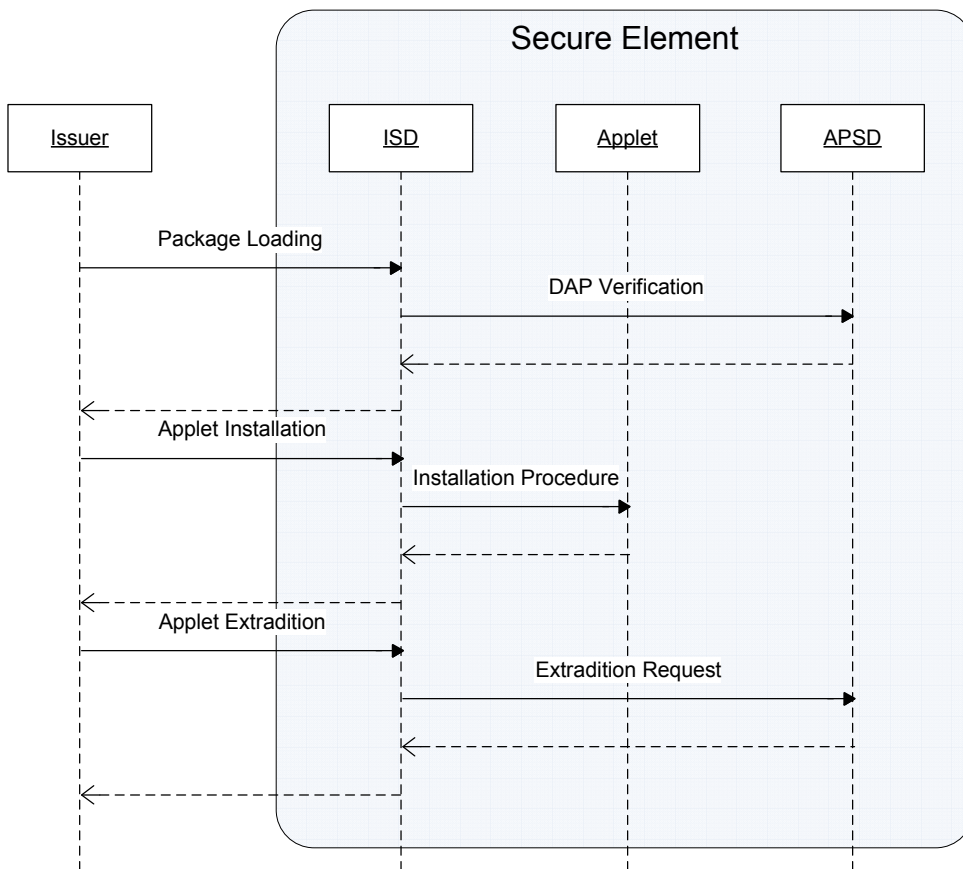 Secure Element
Issuer
ISD
Applet
APSD
Package Loading
DAP Verification
Applet Installation
Installation Procedure
Applet Extradition
Extradition Request